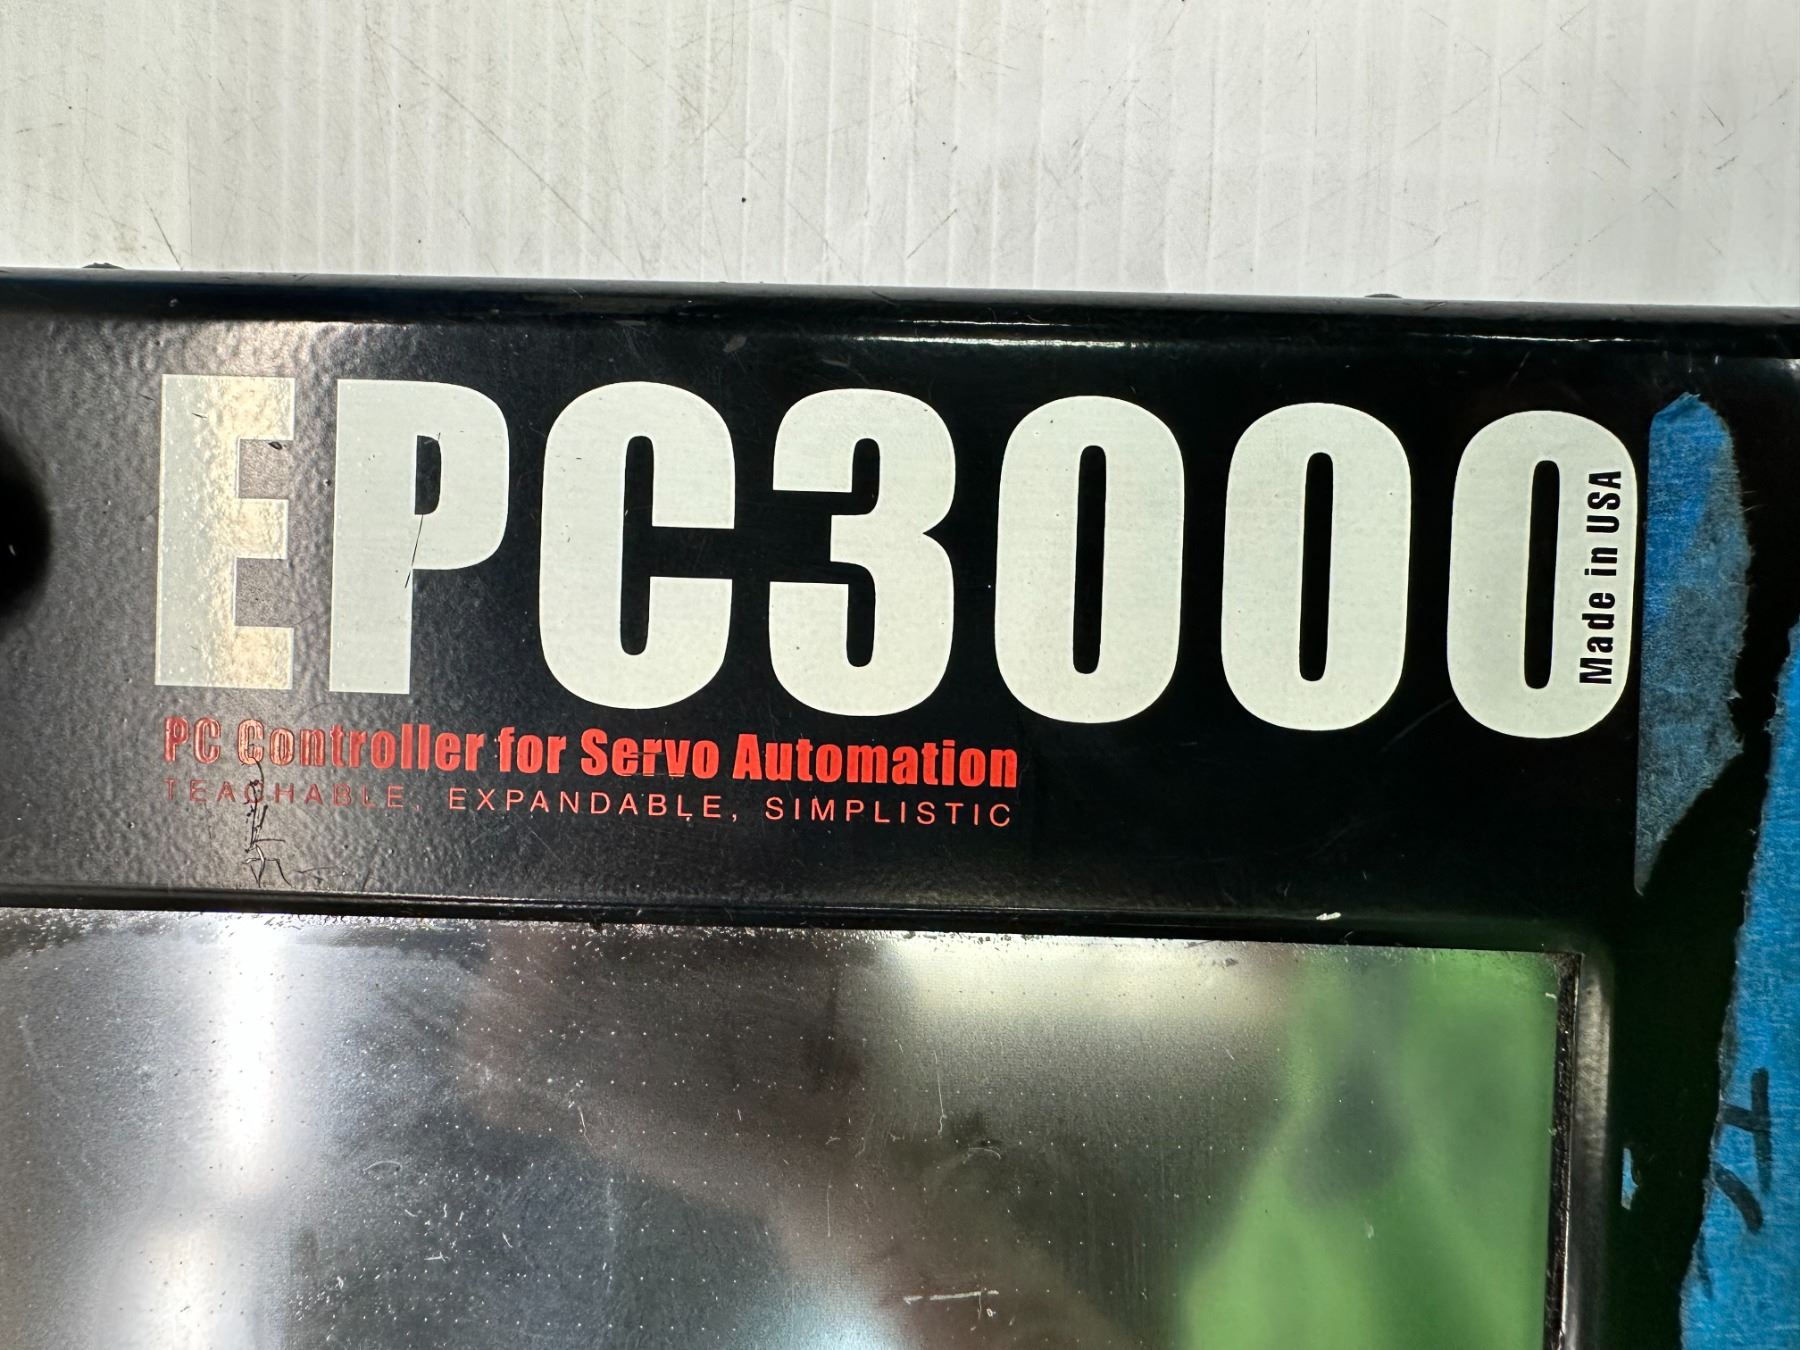 EPC3000
Made in USA
PC Controller for Servo Automation
TEACHABLE, EXPANDABLE, SIMPLISTIC